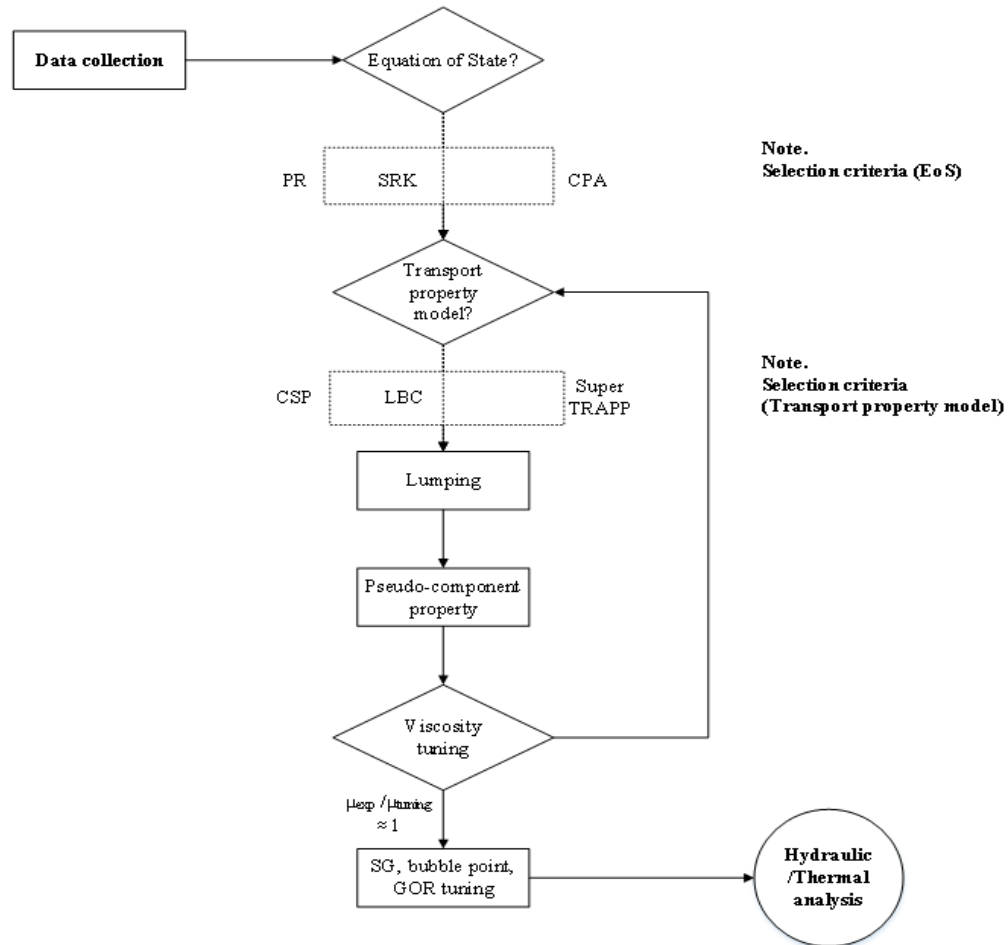 Data collection
Equation of State?
PR
SRK
CPA
Note.
Selection criteria (EoS)
Transport
property
model?
CSP
LBC
Super
TRAPP
Note.
Selection criteria
(Transport property model)
Lumping
Pseudo-component
property
Viscosity
tuning
μexp /μtuning
≈ 1
SG, bubble point,
GOR tuning
Hydraulic
/Thermal
analysis